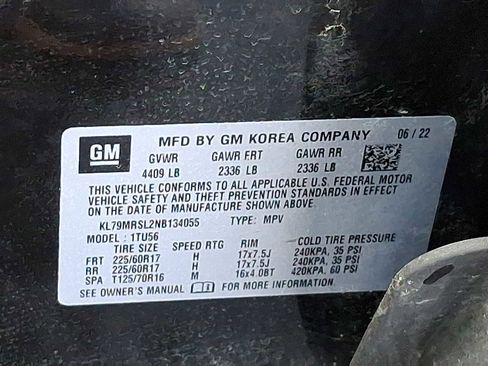 GM MFD BY GM KOREA COMPANY 06 / 22
GVWR GAWR FRT GAWR RR
4409 LB 2336 LB 2336 LB
THIS VEHICLE CONFORMS TO ALL APPLICABLE U.S. FEDERAL MOTOR
VEHICLE SAFETY AND THEFT PREVENTION STANDARDS IN EFFECT
ON THE DATE OF MANUFACTURE SHOWN ABOVE.
KL79MRSL2NB134055 TYPE: MPV
MODEL : 1TU56
TIRE SIZE SPEED RTG RIM COLD TIRE PRESSURE
FRT 225/60R17 H 17x7.5J 240KPA, 35 PSI
RR 225/60R17 H 17x7.5J 240KPA, 35 PSI
SPA T125/70R16 M 16x4.0BT 420KPA, 60 PSI
SEE OWNER'S MANUAL FOR MORE INFORMATION